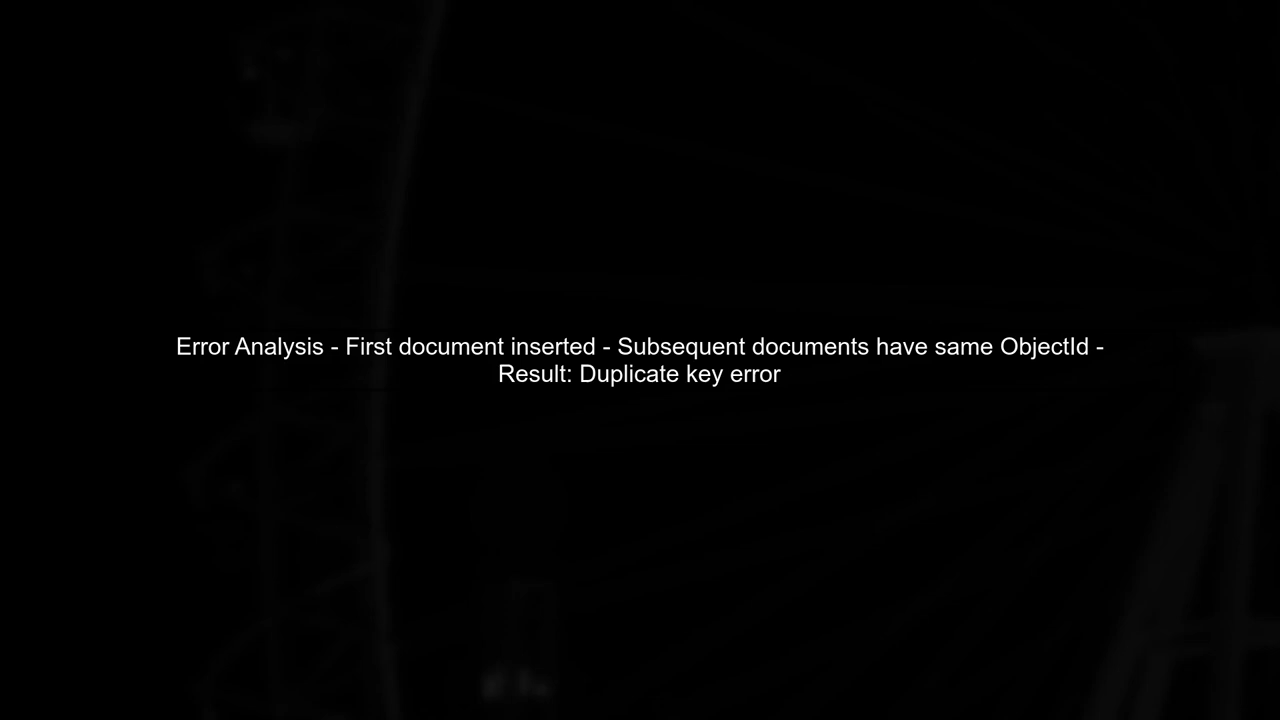 Error Analysis - First document inserted - Subsequent documents have same ObjectId -
Result: Duplicate key error